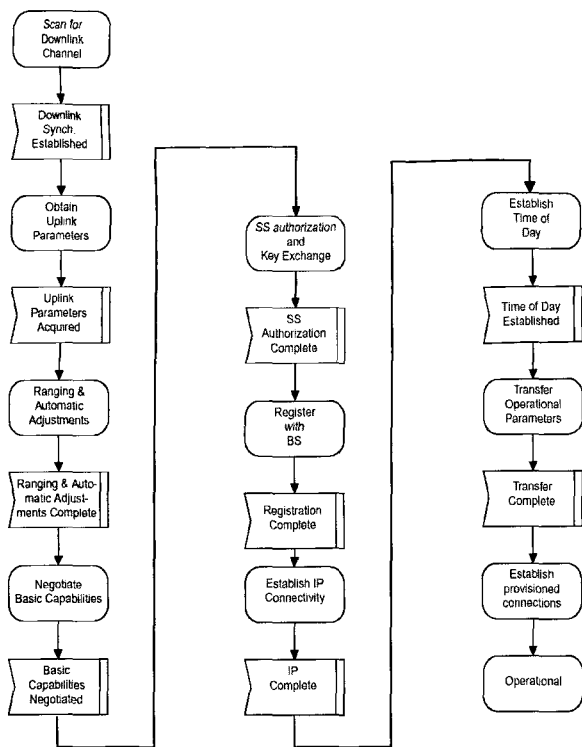 Scan for
Downlink
Channel
Downlink
Synch.
Established
Obtain
Uplink
Parameters
Uplink
Parameters
Acquired
Ranging &
Automatic
Adjustments
Ranging & Auto-
matic Adjust-
ments Complete
Negotiate
Basic Capabilities
Basic
Capabilities
Negotiated
SS authorization
and
Key Exchange
SS
Authorization
Complete
Register
with
BS
Registration
Complete
Establish IP
Connectivity
IP
Complete
Establish
Time of
Day
Time of Day
Established
Transfer
Operational
Parameters
Transfer
Complete
Establish
provisioned
connections
Operational